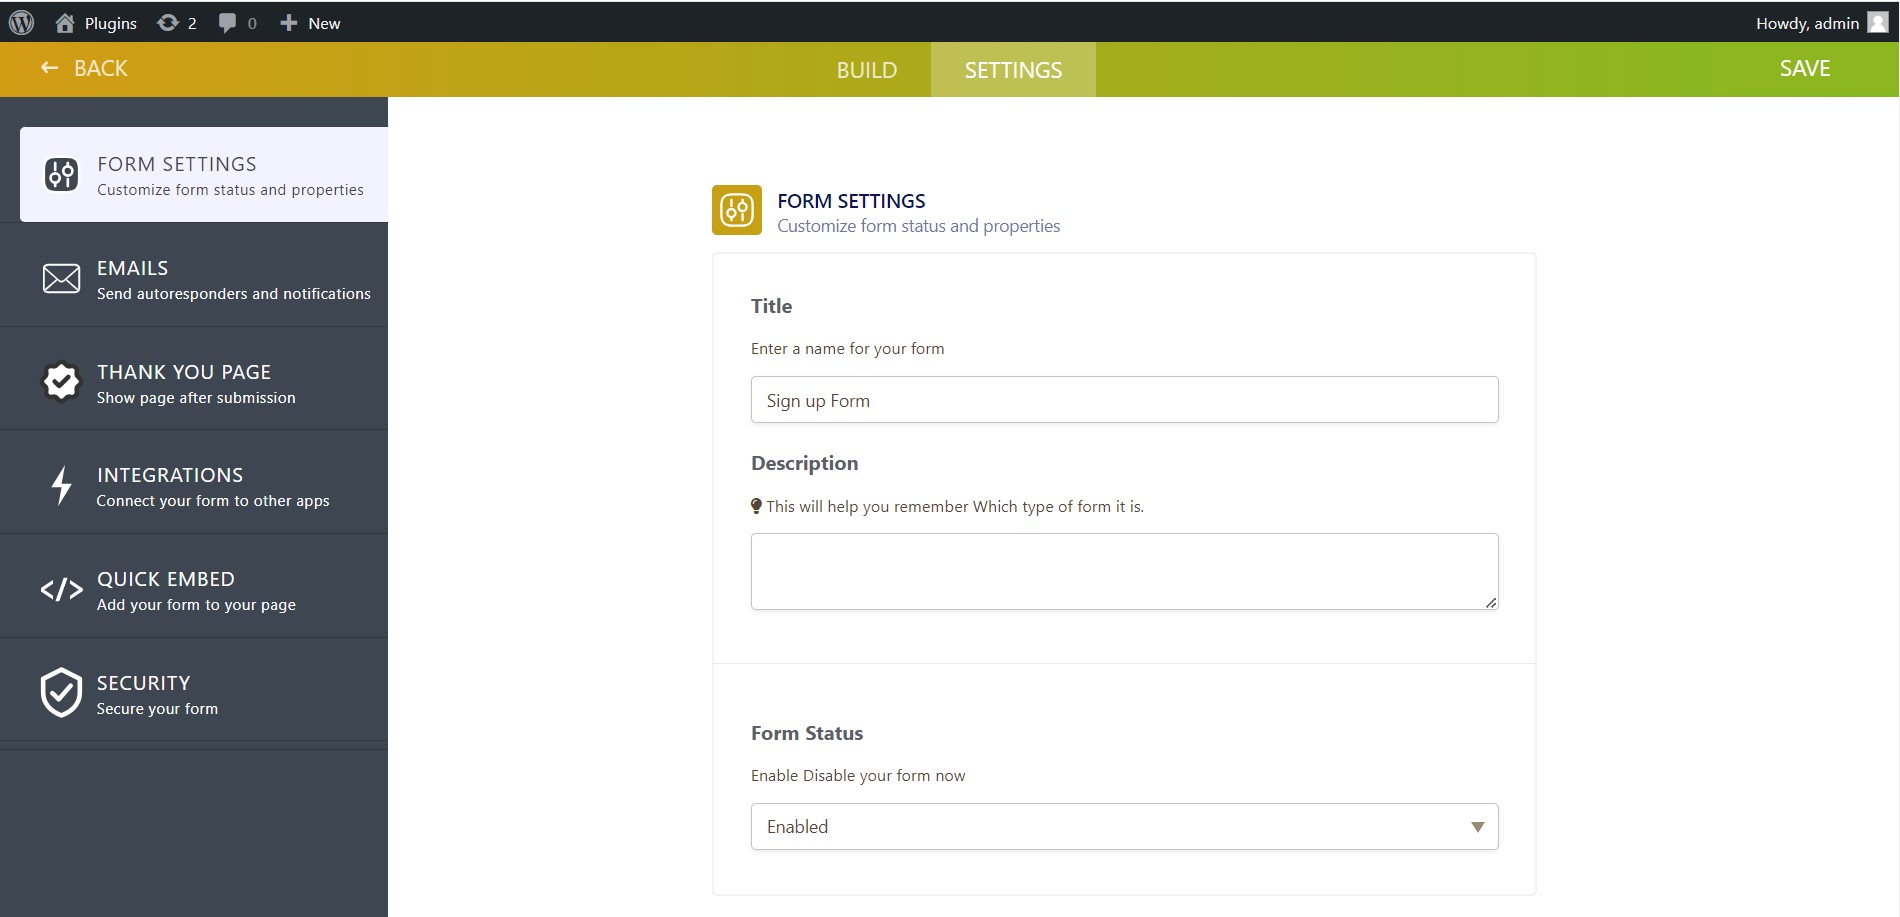 Plugins 2 0 New Howdy, admin
BACK BUILD SETTINGS SAVE
FORM SETTINGS
Customize form status and properties
EMAILS
Send autoresponders and notifications
THANK YOU PAGE
Show page after submission
INTEGRATIONS
Connect your form to other apps
QUICK EMBED
Add your form to your page
SECURITY
Secure your form
FORM SETTINGS
Customize form status and properties
Title
Enter a name for your form
Sign up Form
Description
This will help you remember Which type of form it is.
Form Status
Enable Disable your form now
Enabled